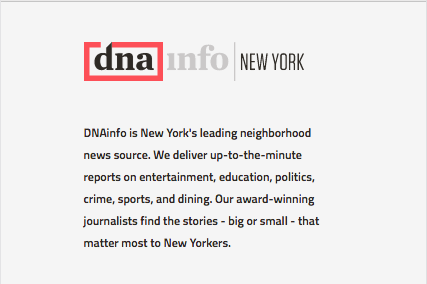 dna info NEW YORK
DNAinfo is New York's leading neighborhood
news source. We deliver up-to-the-minute
reports on entertainment, education, politics,
crime, sports, and dining. Our award-winning
journalists find the stories - big or small - that
matter most to New Yorkers.